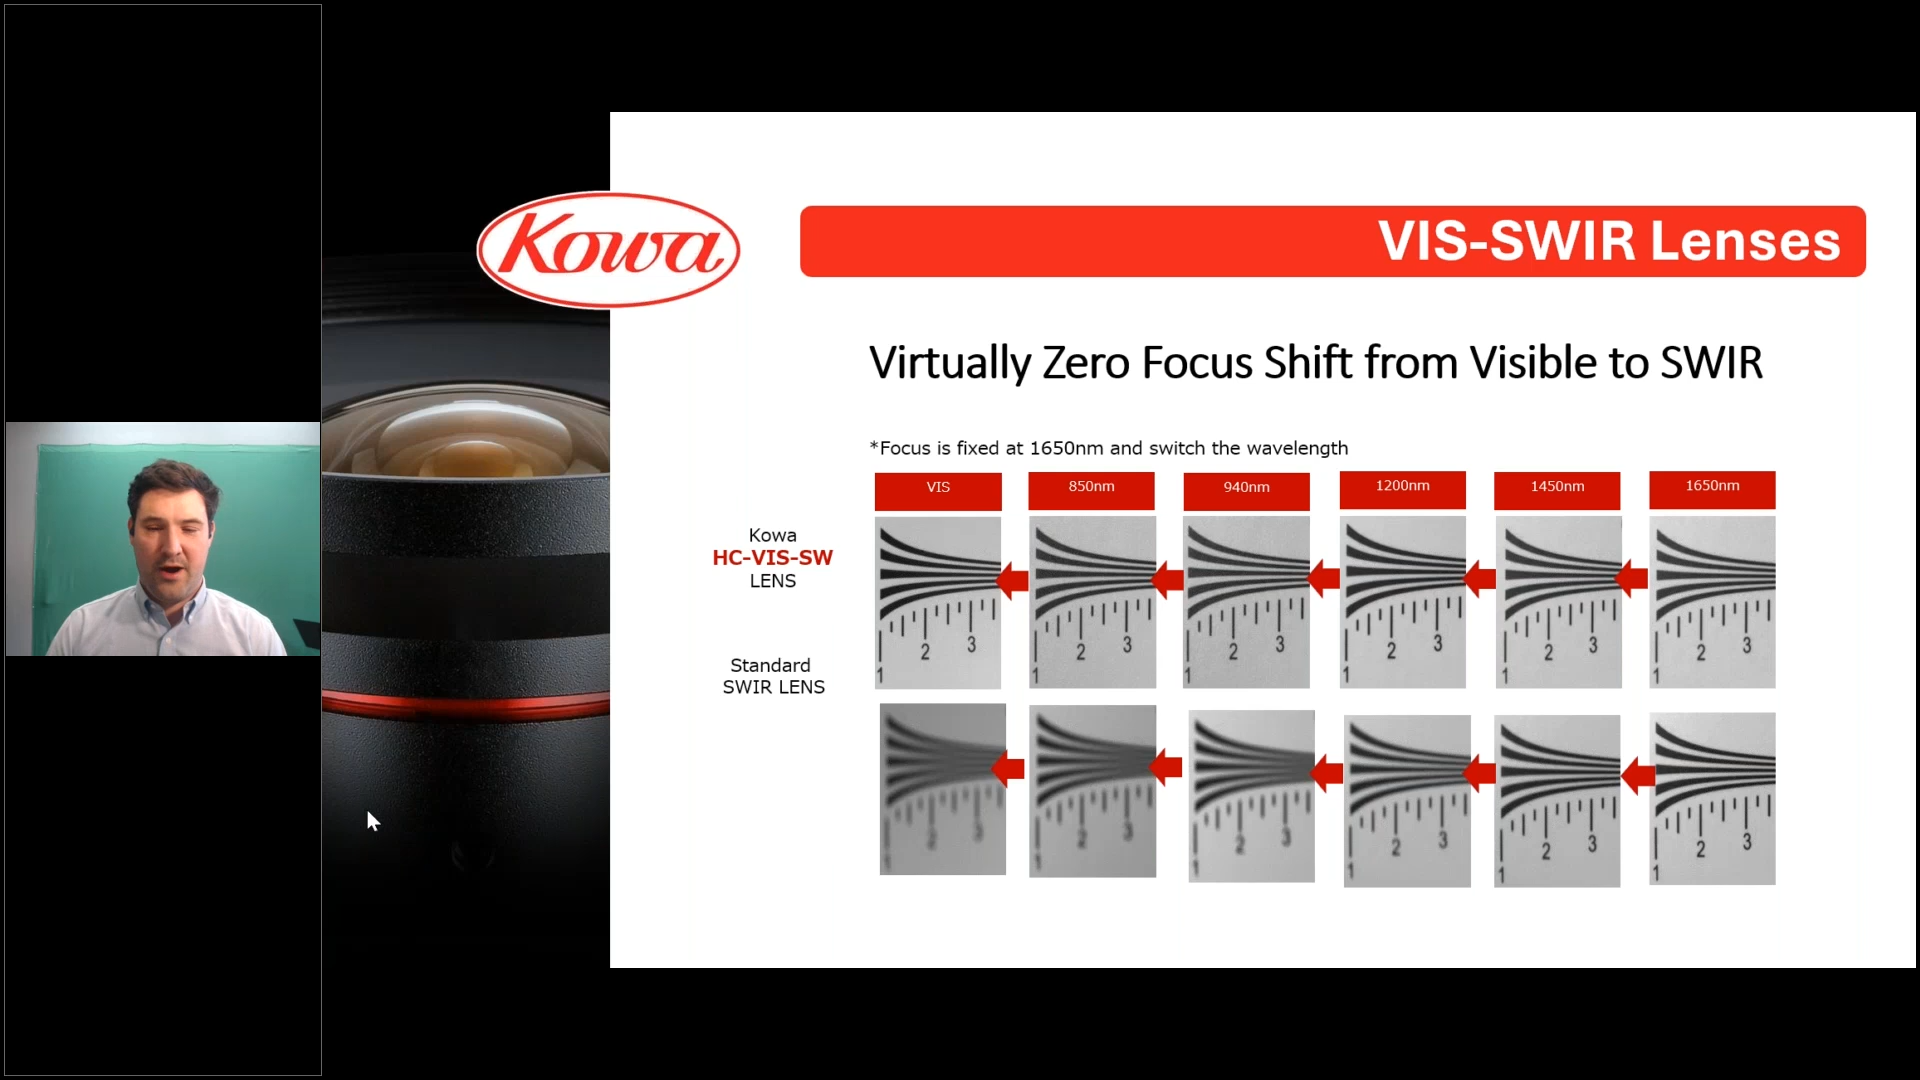 Kowa
VIS-SWIR Lenses
Virtually Zero Focus Shift from Visible to SWIR
*Focus is fixed at 1650nm and switch the wavelength
VIS 850nm 940nm 1200nm 1450nm 1650nm
Kowa
HC-VIS-SW
LENS
1 2 3 1 2 3 1 2 3 1 2 3 1 2 3 1 2 3
Standard
SWIR LENS
1 2 3 1 2 3 1 2 3 1 2 3 1 2 3 1 2 3